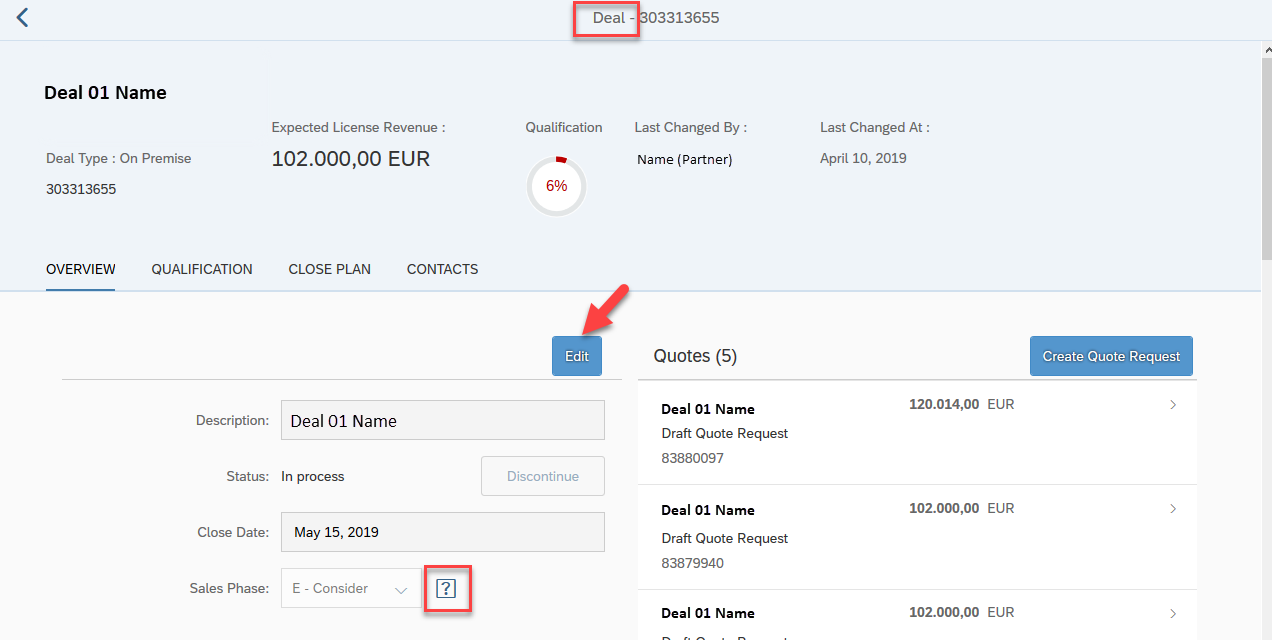 Deal - 303313655
Deal 01 Name
Deal Type : On Premise
303313655
Expected License Revenue :
102.000,00 EUR
Qualification
6%
Last Changed By :
Name (Partner)
Last Changed At :
April 10, 2019
OVERVIEW QUALIFICATION CLOSE PLAN CONTACTS
Edit
Description: Deal 01 Name
Status: In process Discontinue
Close Date: May 15, 2019
Sales Phase: E - Consider ?
Quotes (5) Create Quote Request
Deal 01 Name 120.014,00 EUR
Draft Quote Request
83880097
Deal 01 Name 102.000,00 EUR
Draft Quote Request
83879940
Deal 01 Name 102.000,00 EUR